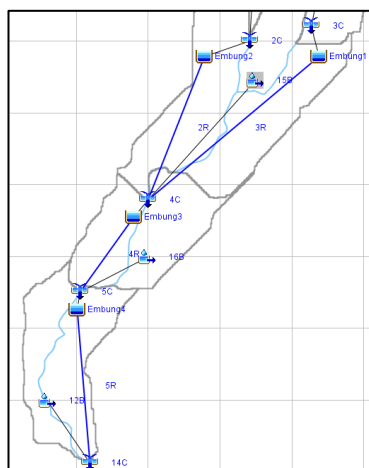 3C
2C
Embung2
Embung1
15B
2R
3R
4C
Embung3
4R
16B
5C
Embung4
5R
12B
14C